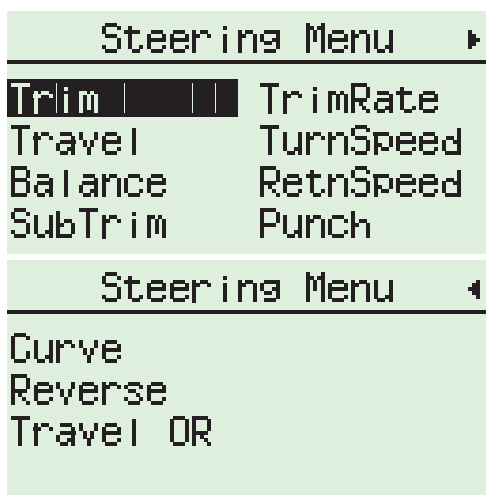 Steering Menu
Trim TrimRate
Travel TurnSpeed
Balance RetnSpeed
SubTrim Punch
Steering Menu
Curve
Reverse
Travel OR